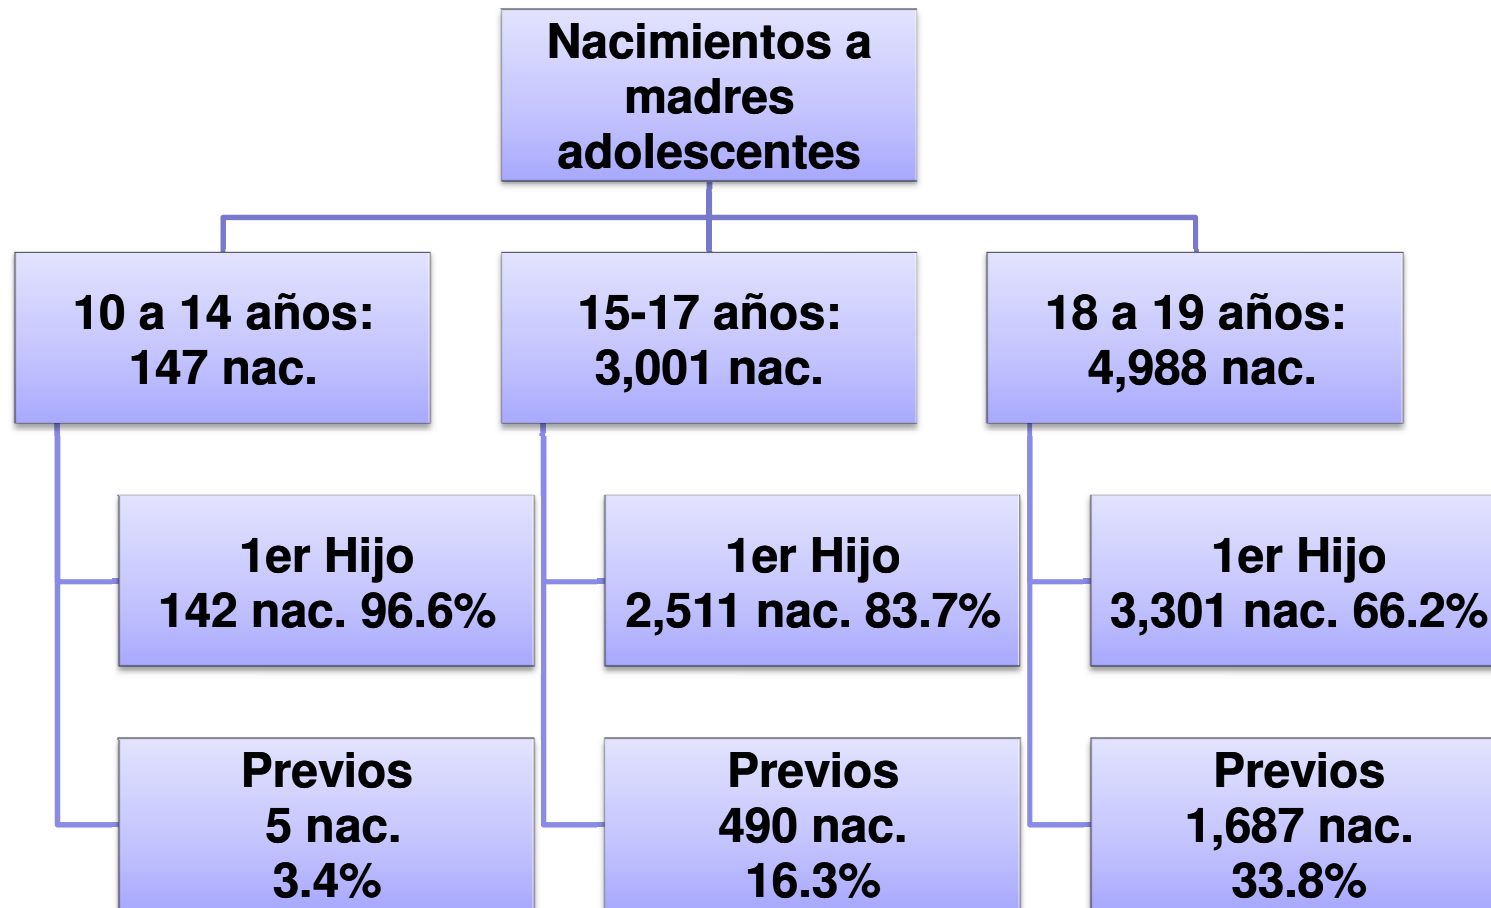 Nacimientos a
madres
adolescentes
10 a 14 años:
147 nac.
15-17 años:
3,001 nac.
18 a 19 años:
4,988 nac.
1er Hijo
142 nac. 96.6%
1er Hijo
2,511 nac. 83.7%
1er Hijo
3,301 nac. 66.2%
Previos
5 nac.
3.4%
Previos
490 nac.
16.3%
Previos
1,687 nac.
33.8%